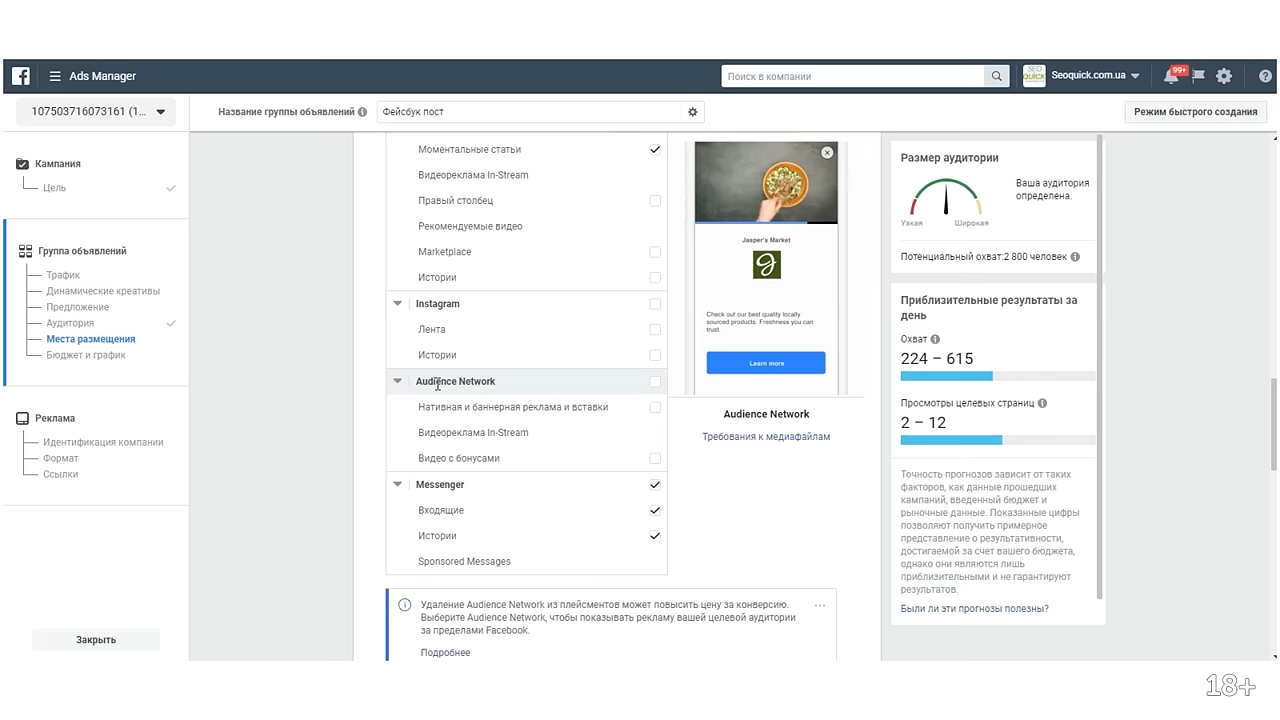 Ads Manager
Поиск в компании
SEO QUICK
Seoquick.com.ua
99+
107503716073161 (1...
Название группы объявлений
Фейсбук пост
Режим быстрого создания
Кампания
Цель
Группа объявлений
Трафик
Динамические креативы
Предложение
Аудитория
Места размещения
Бюджет и график
Реклама
Идентификация компании
Формат
Ссылки
Закрыть
Моментальные статьи
Видеореклама In-Stream
Правый столбец
Рекомендуемые видео
Marketplace
Истории
Instagram
Лента
Истории
Audience Network
Нативная и баннерная реклама и вставки
Видеореклама In-Stream
Видео с бонусами
Messenger
Входящие
Истории
Sponsored Messages
Удаление Audience Network из плейсментов может повысить цену за конверсию.
Выберите Audience Network, чтобы показывать рекламу вашей целевой аудитории
за пределами Facebook.
Подробнее
Jasper's Market
Check out our best quality locally
sourced products. Freshness you can
trust.
Learn more
Audience Network
Требования к медиафайлам
Размер аудитории
Ваша аудитория
определена.
Узкая
Широкая
Потенциальный охват:2 800 человек
Приблизительные результаты за
день
Охват
224 – 615
Просмотры целевых страниц
2 – 12
Точность прогнозов зависит от таких
факторов, как данные прошедших
кампаний, введенный бюджет и
рыночные данные. Показанные цифры
позволяют получить примерное
представление о результативности,
достигаемой за счет вашего бюджета,
однако они являются лишь
приблизительными и не гарантируют
результатов.
Были ли эти прогнозы полезны?
18+